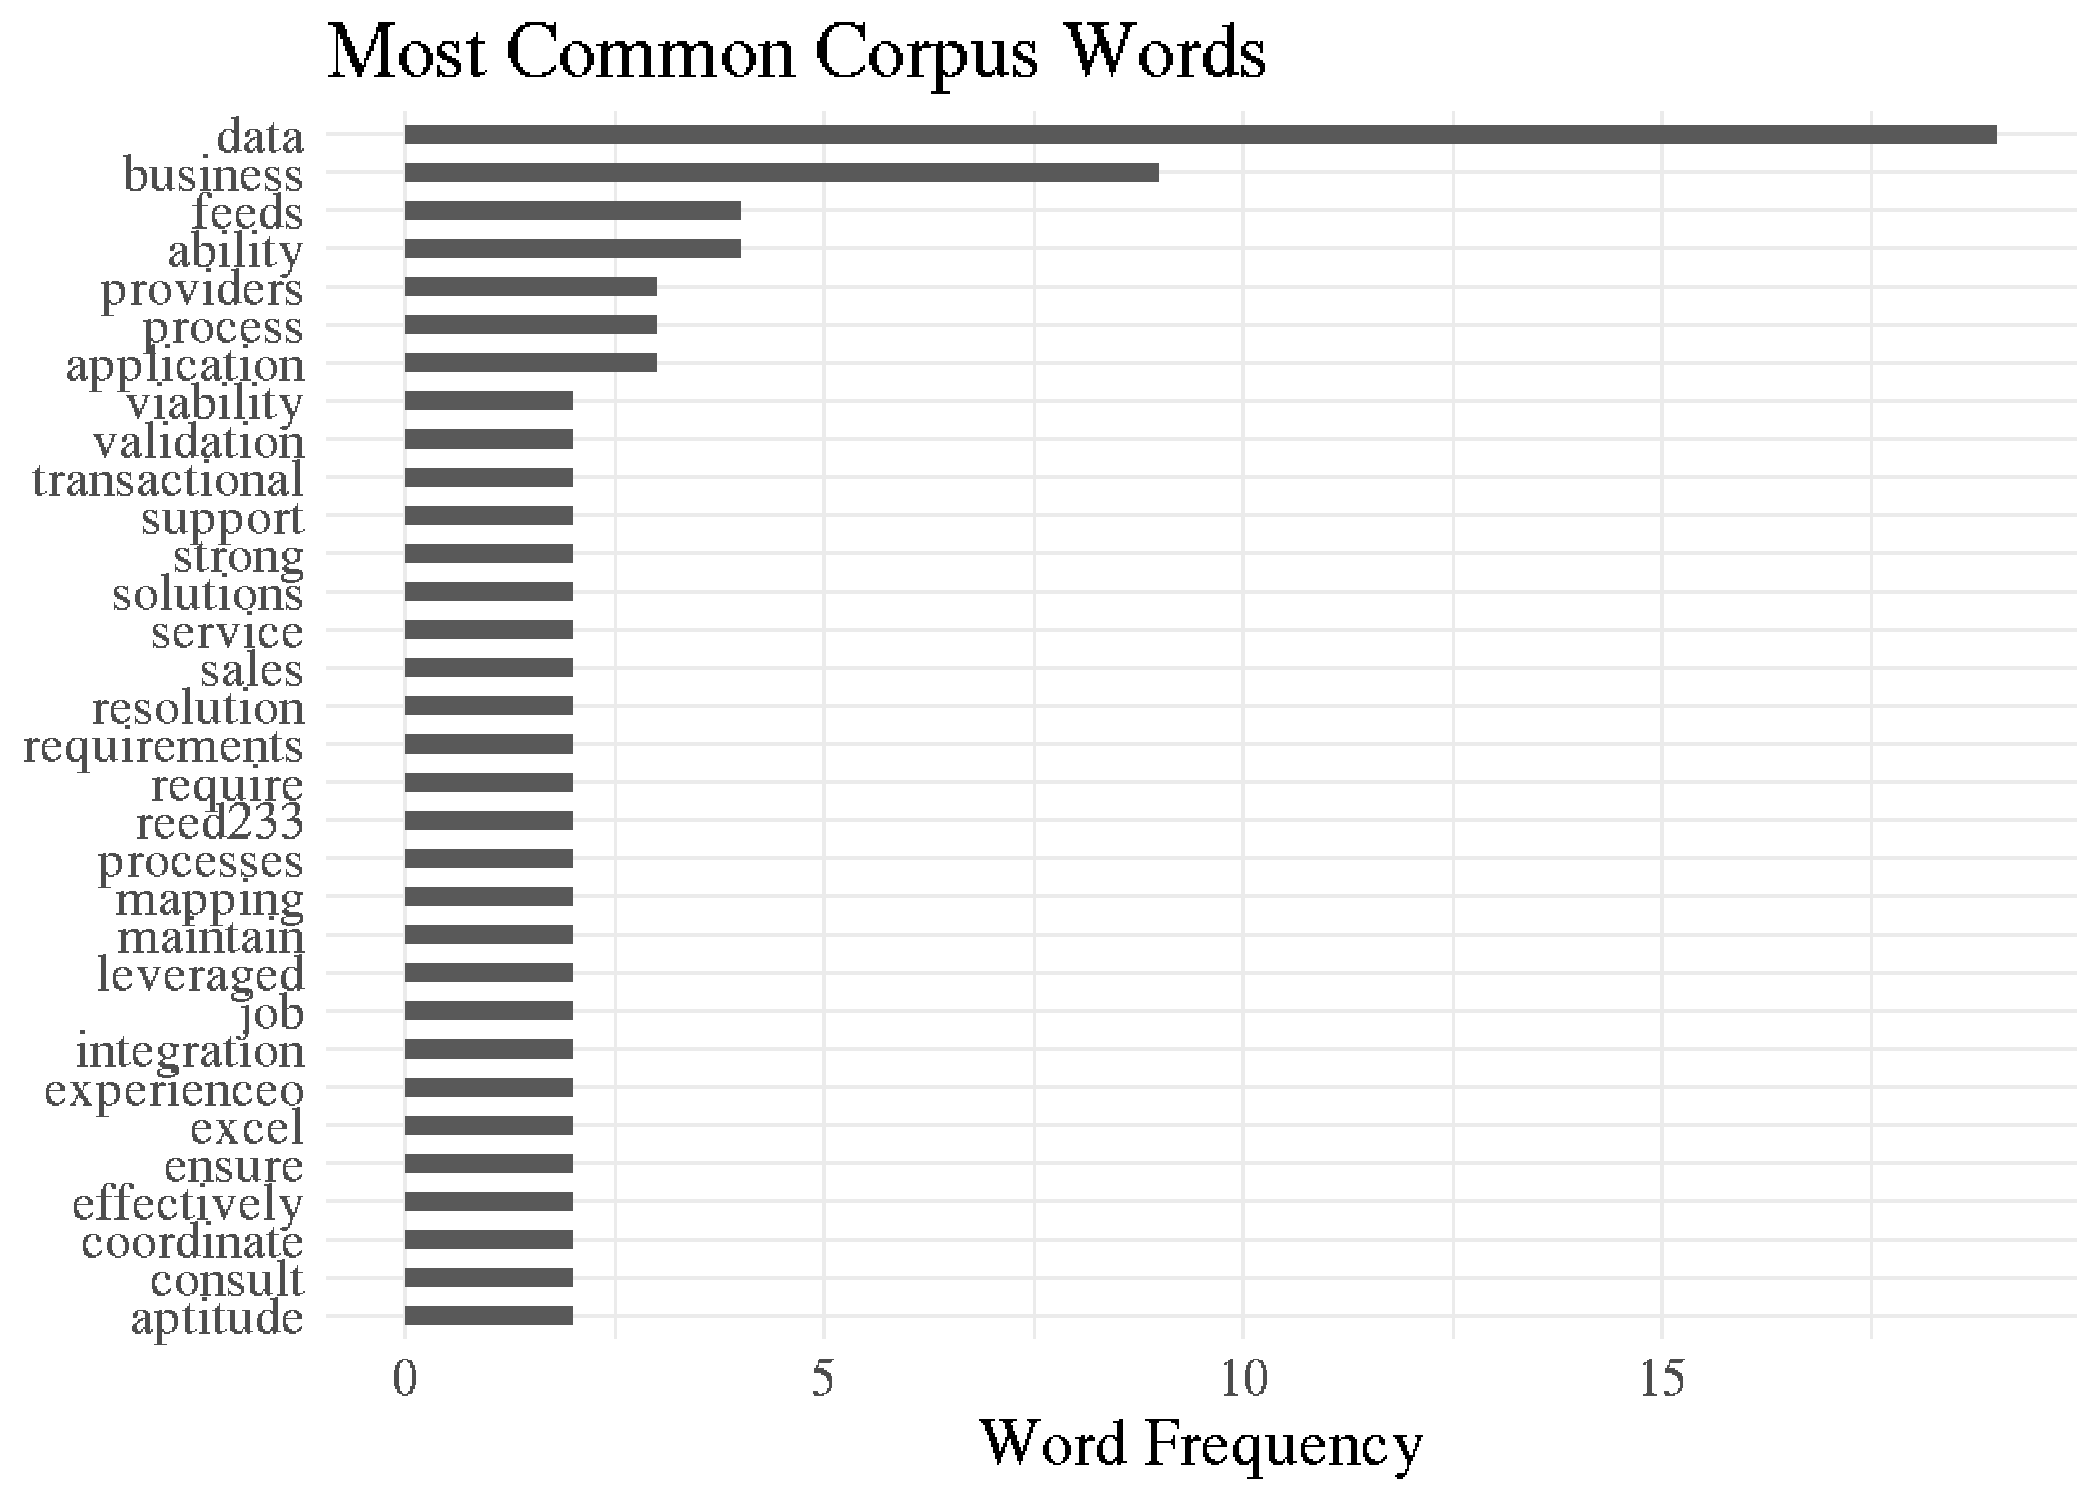 Most Common Corpus Words
data
business
feeds
ability
providers
process
application
viability
validation
transactional
support
strong
solutions
service
sales
resolution
requirements
require
reed233
processes
mapping
maintain
leveraged
job
integration
experienceo
excel
ensure
effectively
coordinate
consult
aptitude
0 5 10 15
Word Frequency